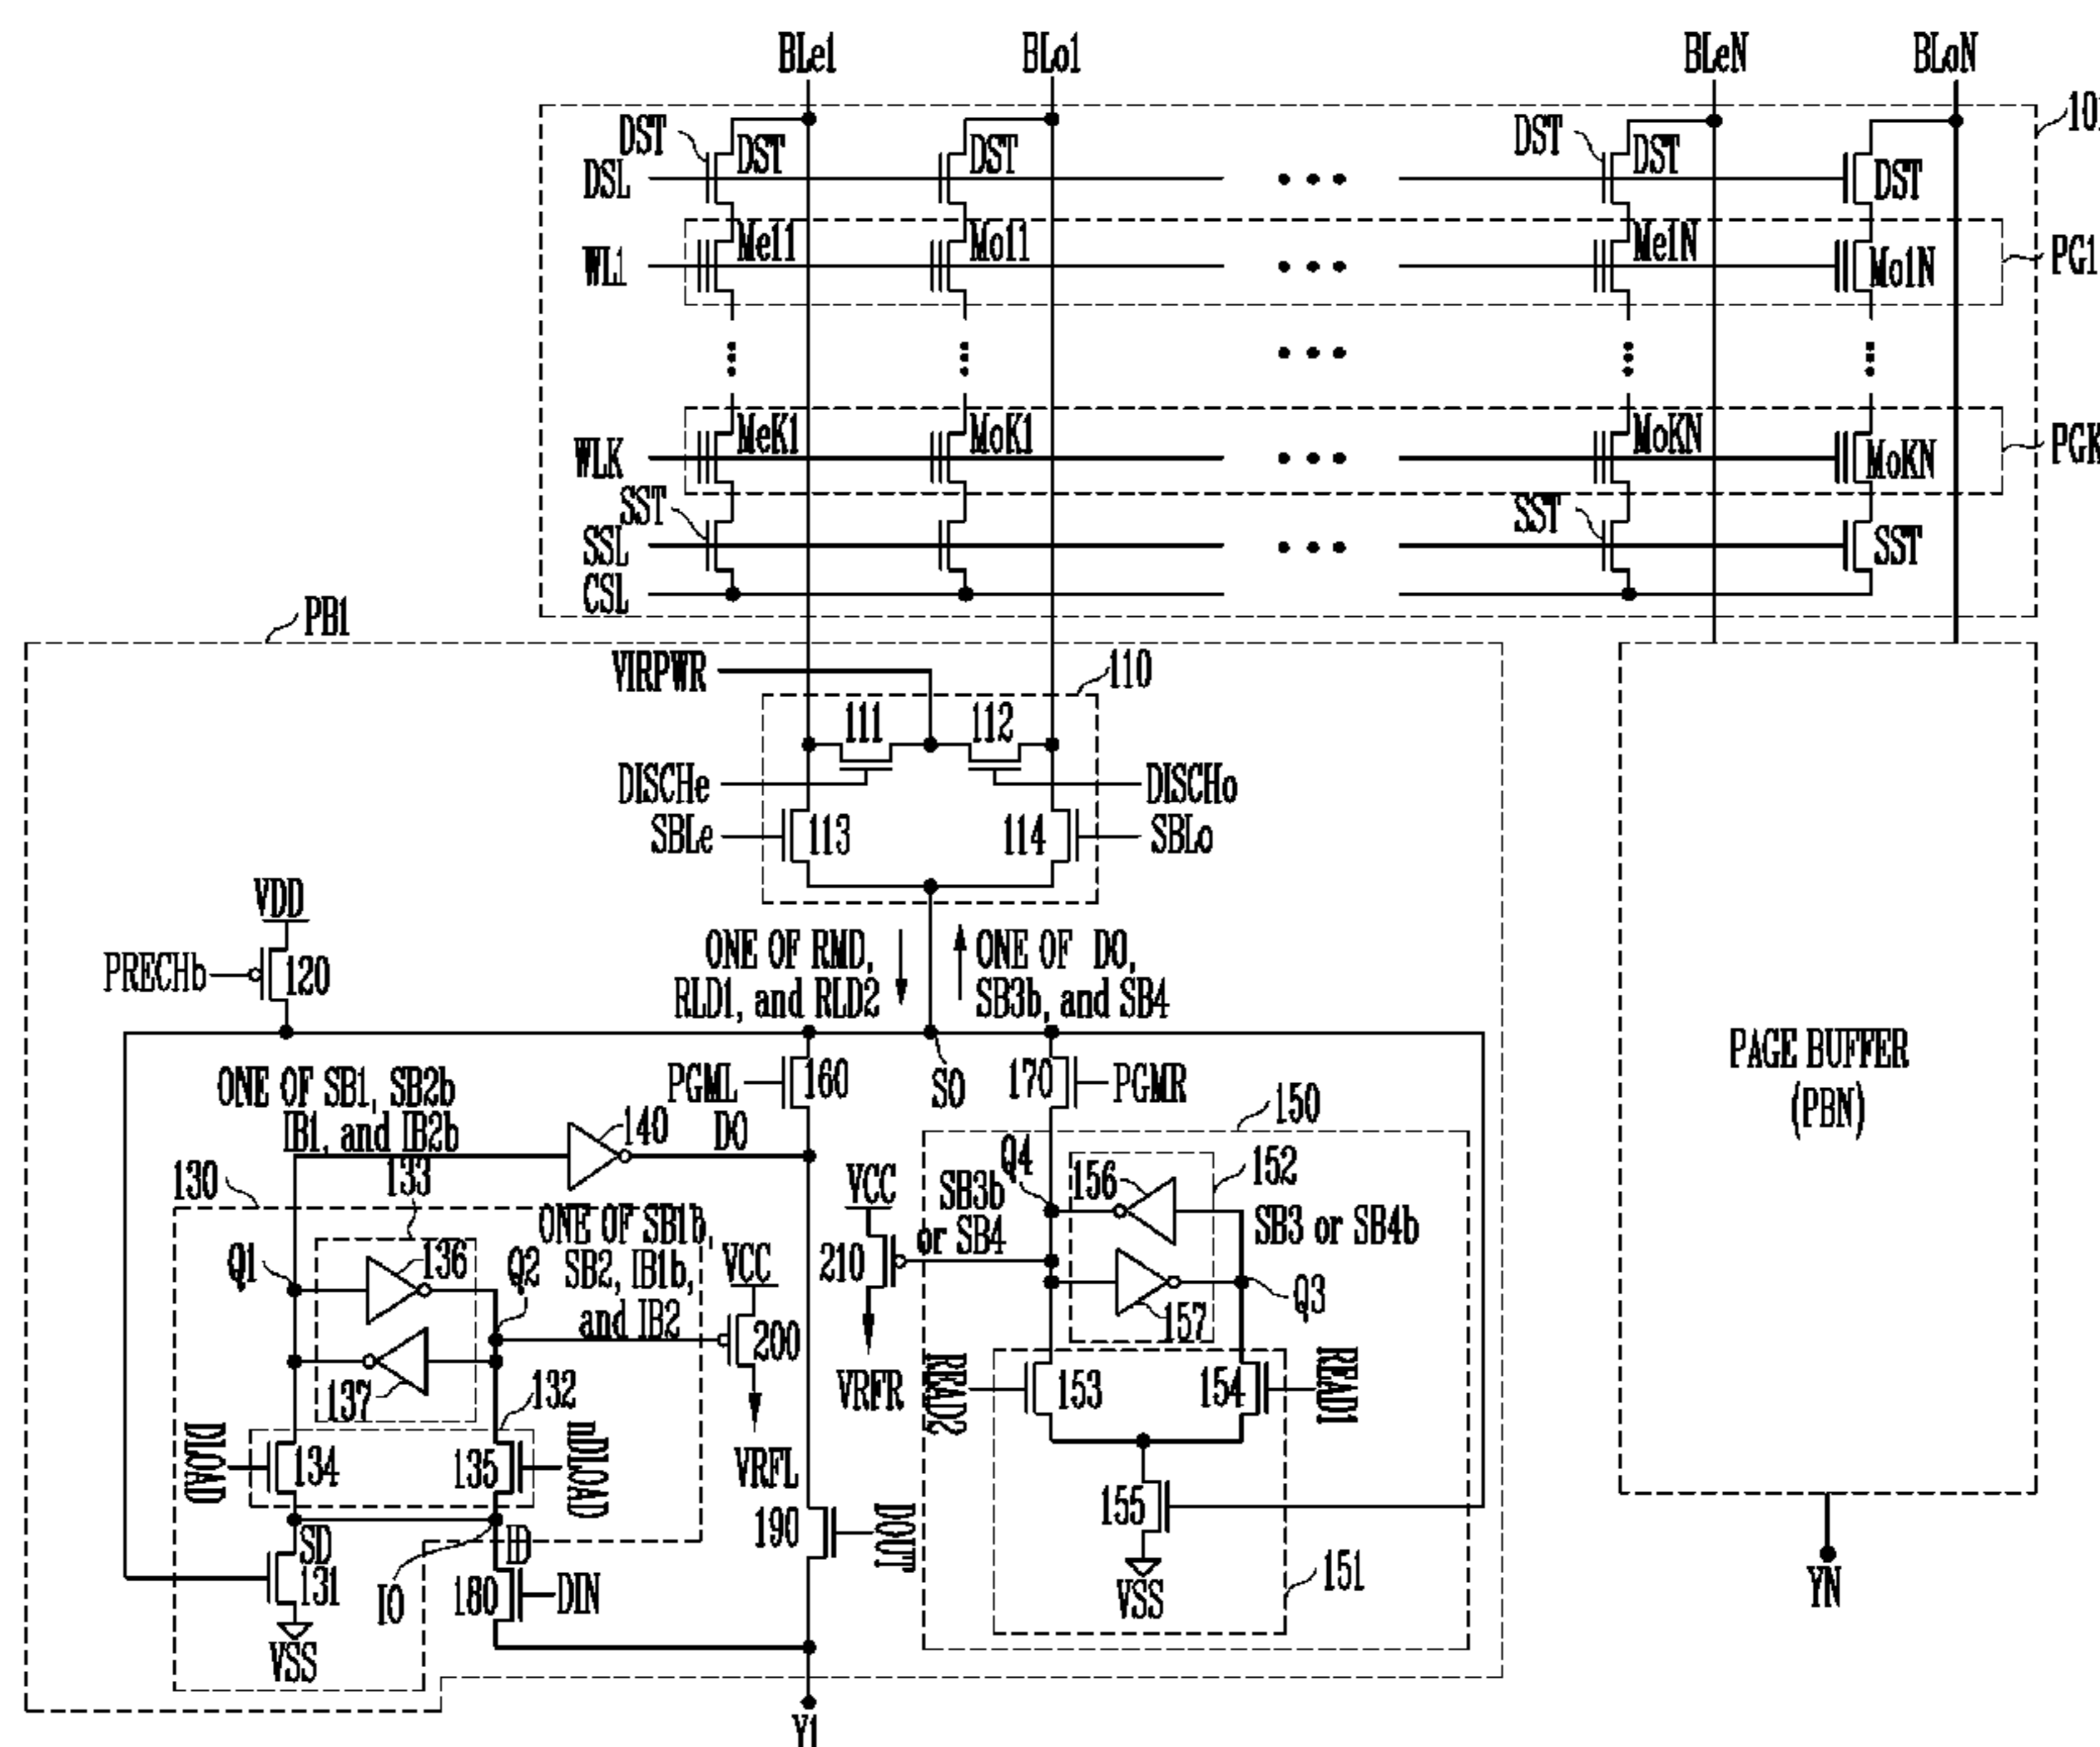 BLe1 BLo1 BLeN BLoN
DST DST DST DST DST
DSL DST
Me11 Mo11 Me1N
WL1 Mo1N PG1
MeK1 MoK1 MoKN
WLK MoKN PGK
SST SST
SSL SST
CSL
PB1
VIRPWR 110
111 112
DISCHe DISCHo
SBLe 113 114 SBLo
VDD
PRECHb 120
ONE OF RMD,
RLD1, and RLD2
ONE OF DO,
SB3b, and SB4
ONE OF SB1, SB2b
IB1, and IB2b
PGML 160 SO 170 PGMR
140 DO 150
PAGE BUFFER
(PBN)
130 133
ONE OF SB1b,
SB2, IB1b,
and IB2
Q1 136 Q2 VCC
137 132 200
VRFL
VCC
210
VRFR
Q4
SB3b
or SB4
156 152
SB3 or SB4b
157 Q3
DLOAD 134 135 nDLOAD
READ2 153 154 READ1
155
VSS 151
190 DOUT
SD ID
131 IO 180 DIN
VSS
Y1
YN